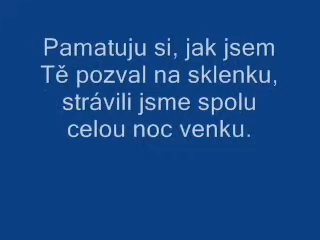 Pamatuju si, jak jsem
Tě pozval na sklenku,
strávili jsme spolu
celou noc venku.